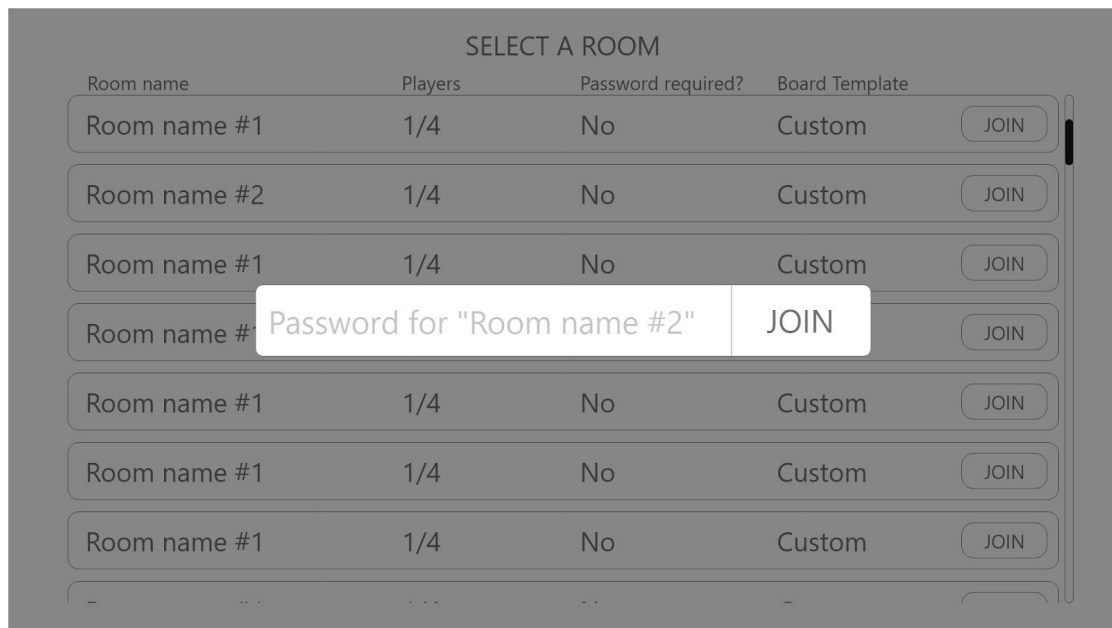 SELECT A ROOM
Room name Players Password required? Board Template
Room name #1 1/4 No Custom JOIN
Room name #2 1/4 No Custom JOIN
Room name #1 1/4 No Custom JOIN
Room name #
Password for "Room name #2" JOIN
JOIN
Room name #1 1/4 No Custom JOIN
Room name #1 1/4 No Custom JOIN
Room name #1 1/4 No Custom JOIN